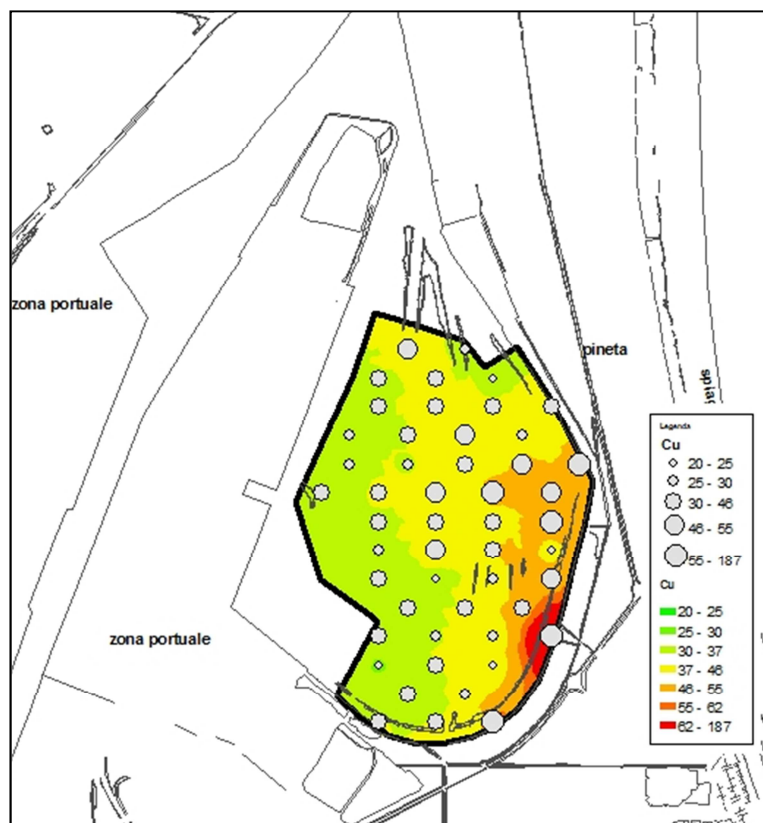 zona portuale
pineta
spiag
zona portuale
Legenda
Cu
20 - 25
25 - 30
30 - 46
46 - 55
55 - 187
Cu
20 - 25
25 - 30
30 - 37
37 - 46
46 - 55
55 - 62
62 - 187